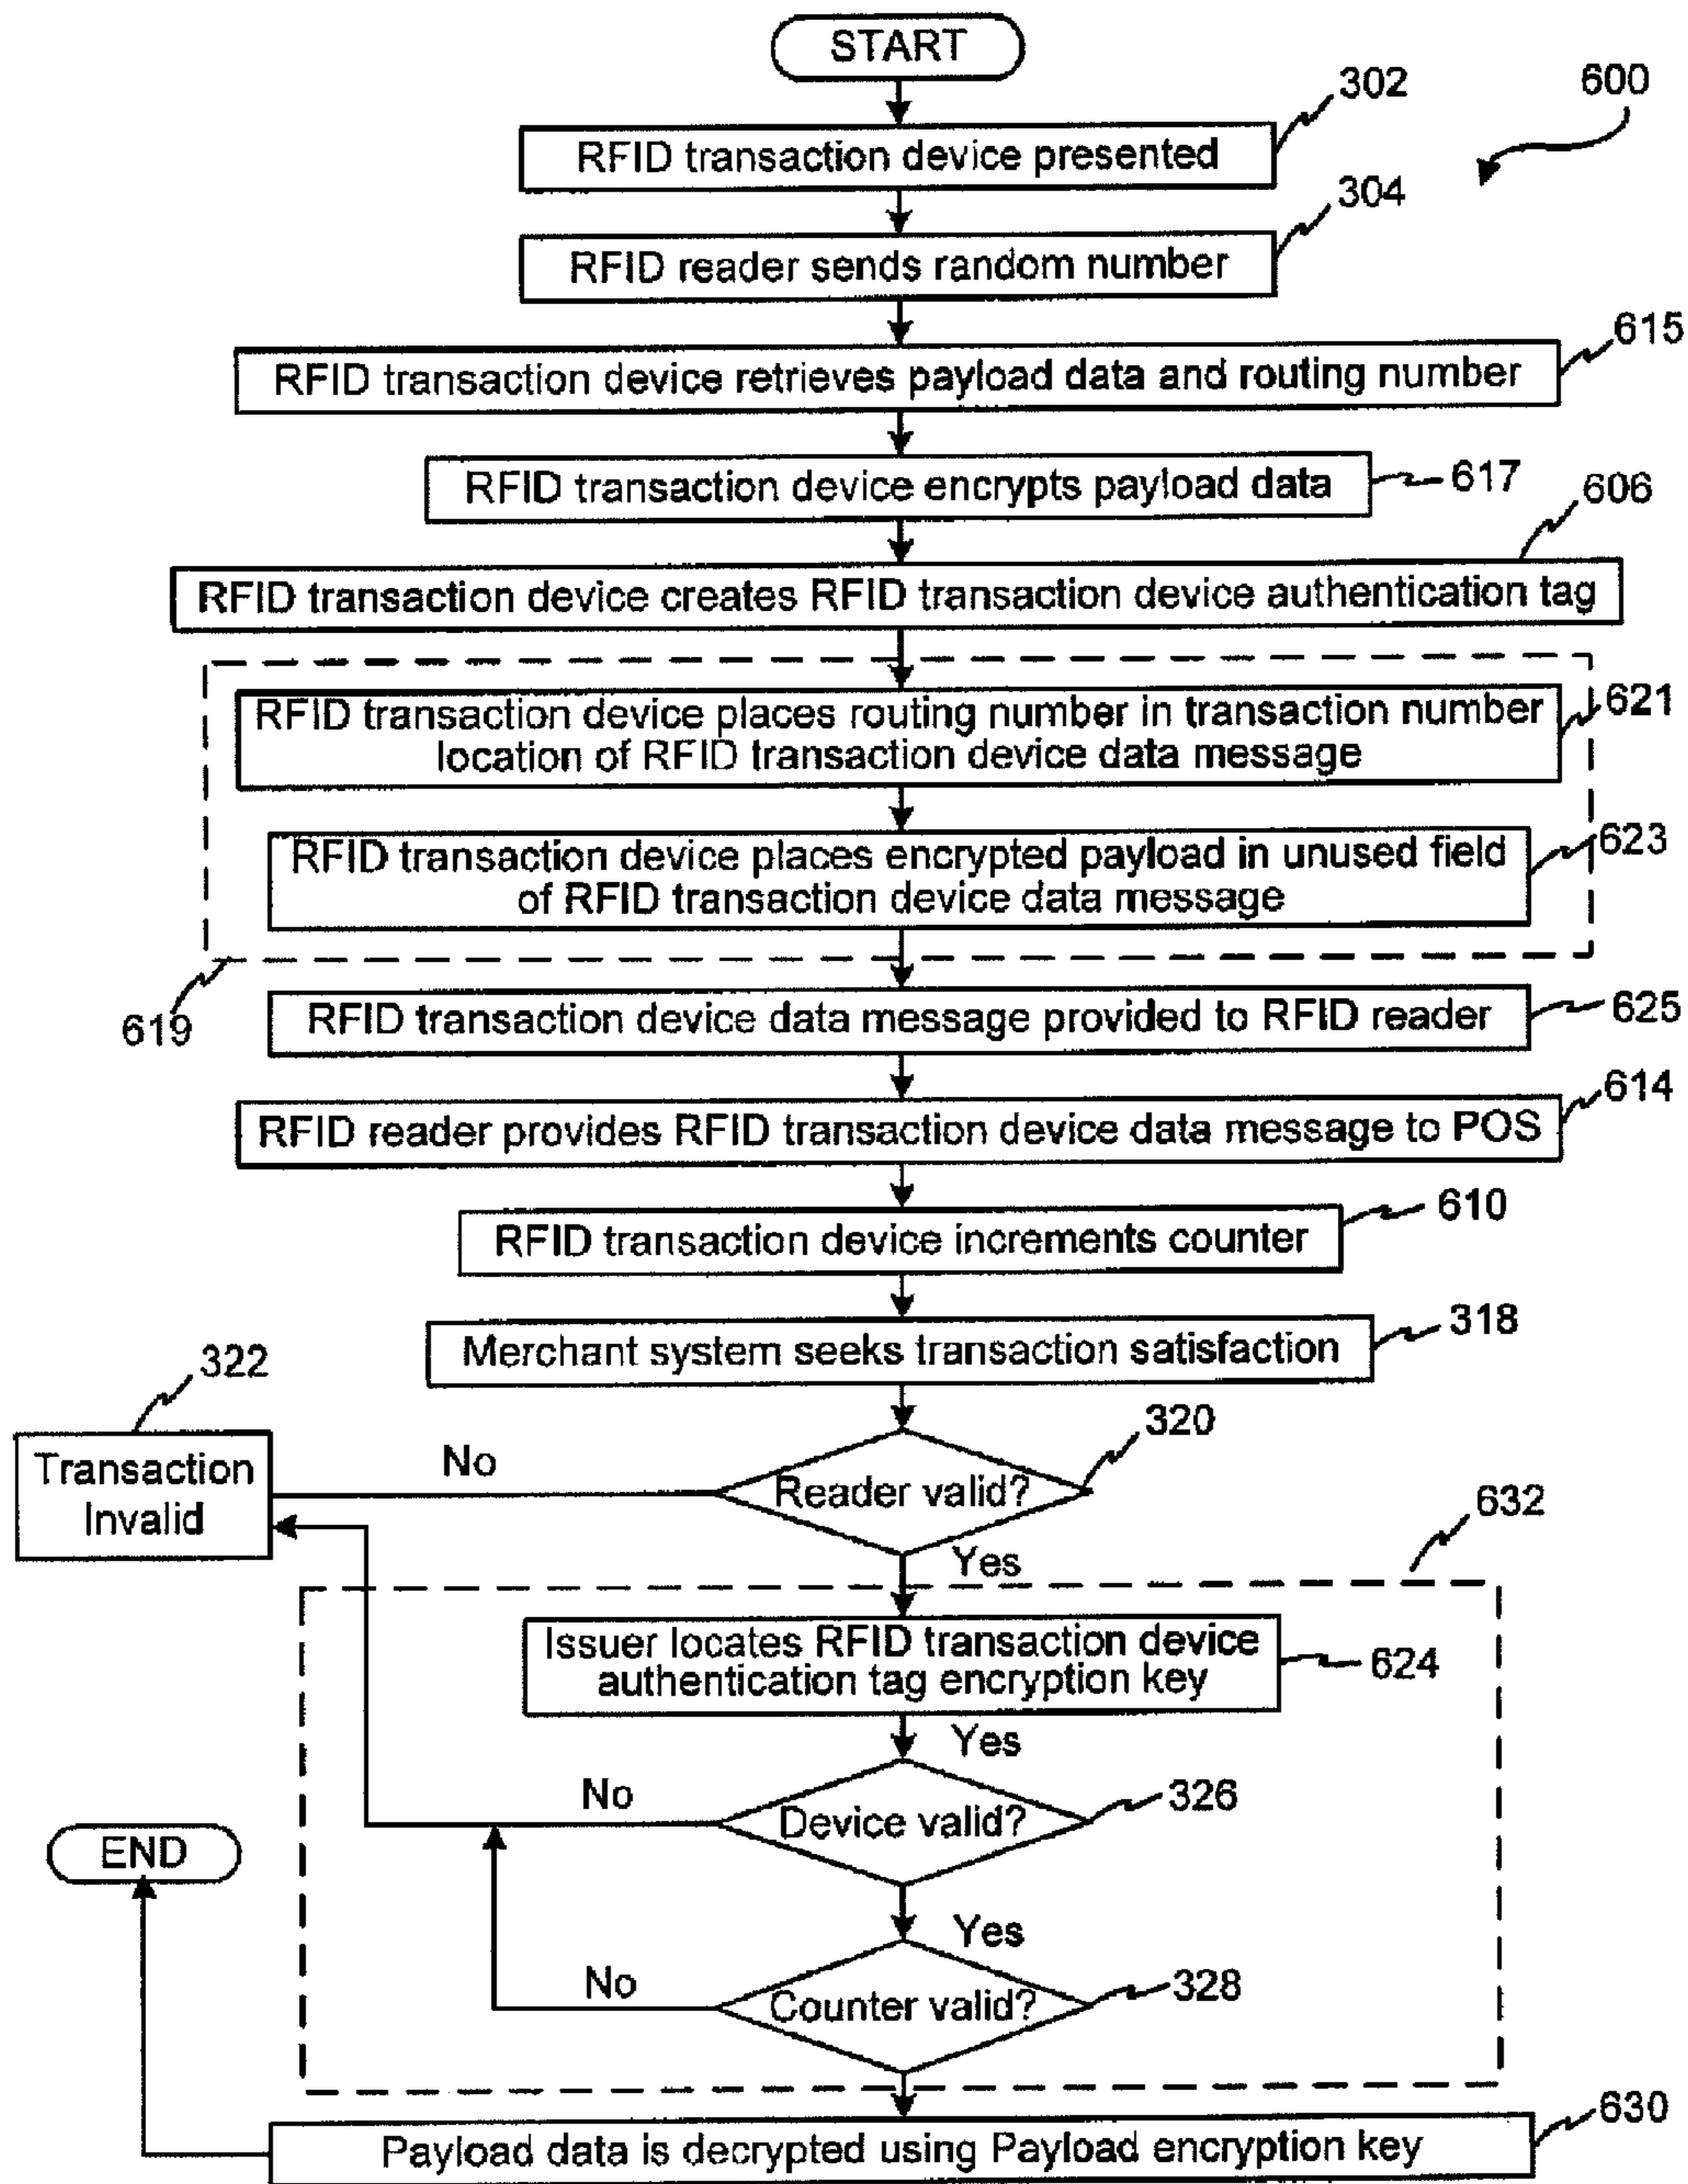 START
302
600
RFID transaction device presented
304
RFID reader sends random number
615
RFID transaction device retrieves payload data and routing number
RFID transaction device encrypts payload data
617
606
RFID transaction device creates RFID transaction device authentication tag
RFID transaction device places routing number in transaction number
location of RFID transaction device data message
621
RFID transaction device places encrypted payload in unused field
of RFID transaction device data message
623
619
RFID transaction device data message provided to RFID reader
625
614
RFID reader provides RFID transaction device data message to POS
610
RFID transaction device increments counter
318
Merchant system seeks transaction satisfaction
322
320
Transaction
Invalid
No
Reader valid?
632
Yes
Issuer locates RFID transaction device
authentication tag encryption key
624
Yes
No
Device valid?
326
END
Yes
No
Counter valid?
328
630
Payload data is decrypted using Payload encryption key